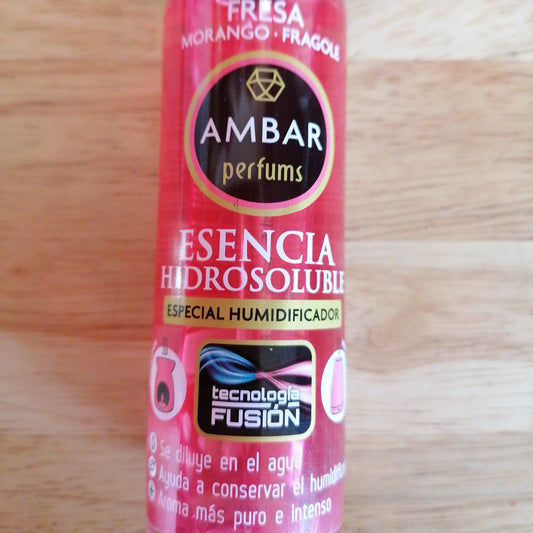 FRESA
MORANGO · FRAGOLE
AMBAR
perfums
ESENCIA
HIDROSOLUBLE
ESPECIAL HUMIDIFICADOR
tecnología
FUSIÓN
Se diluye en el agua
Ayuda a conservar el
Aroma más puro e Intenso